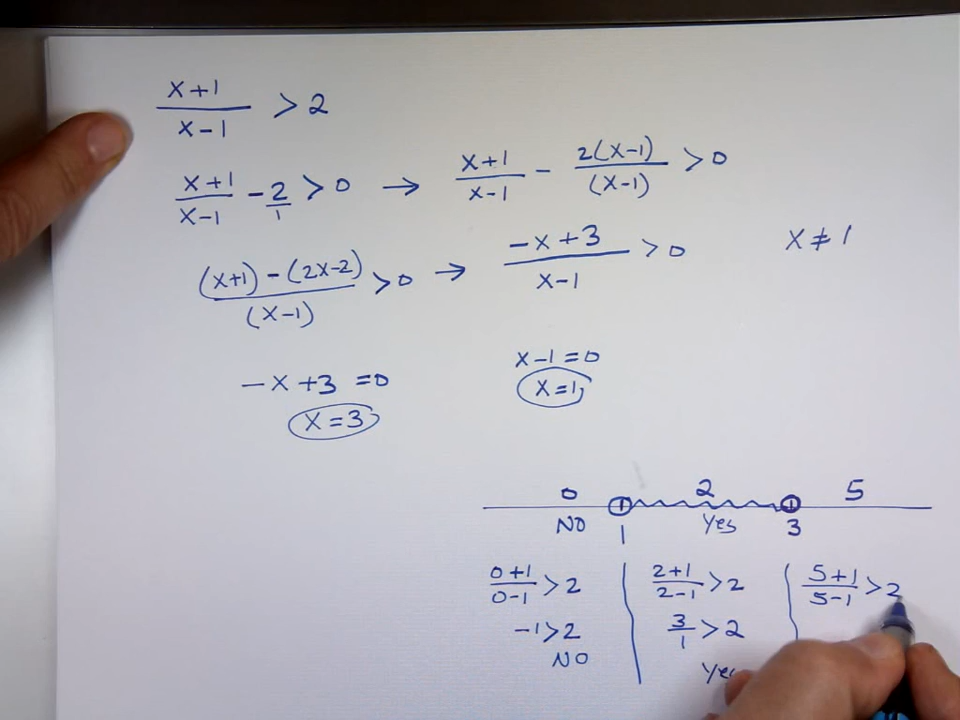 x+1/x-1 > 2
x+1/x-1 - 2/1 > 0 → x+1/x-1 - 2(x-1)/(x-1) > 0
(x+1)-(2x-2)/(x-1) > 0 → -x+3/x-1 > 0 x ≠ 1
-x+3 = 0 x-1 = 0
x = 3 x = 1
0 2 5
NO 1 Yes 3
0+1/0-1 > 2 2+1/2-1 > 2 5+1/5-1 > 2
-1 > 2 3/1 > 2
NO